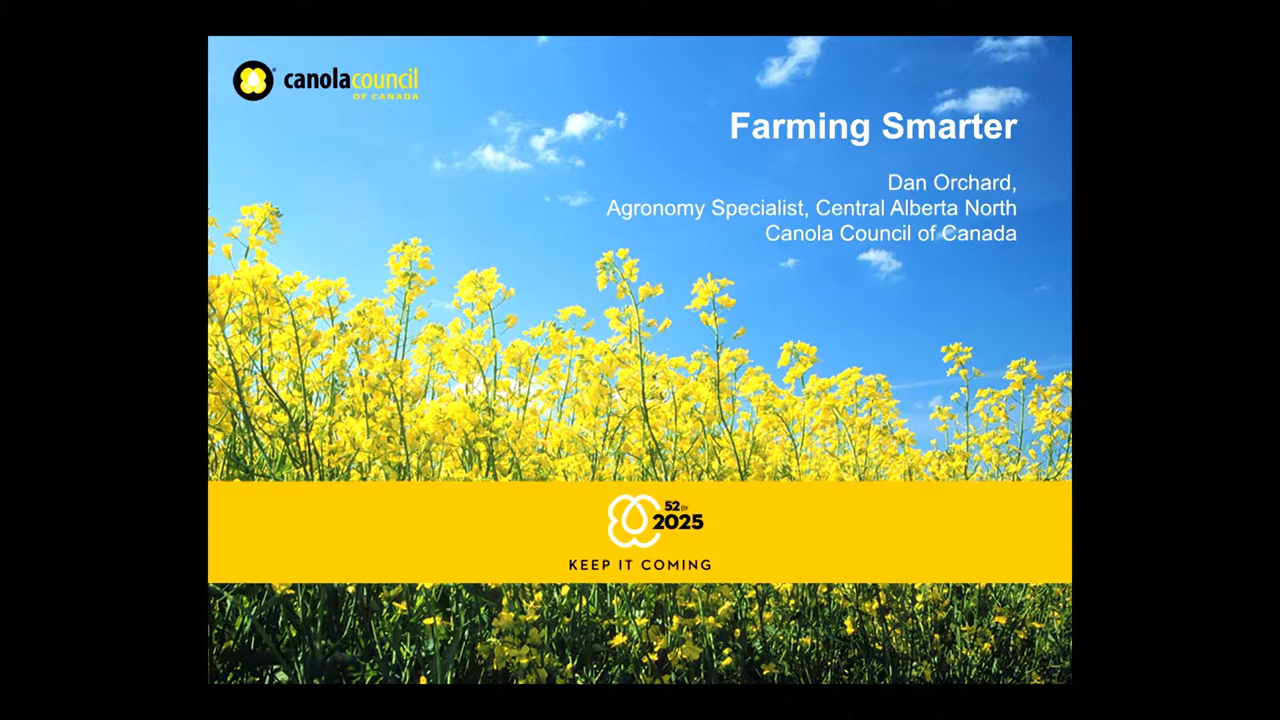 canolacouncil
OF CANADA
Farming Smarter
Dan Orchard,
Agronomy Specialist, Central Alberta North
Canola Council of Canada
52 BY
2025
KEEP IT COMING